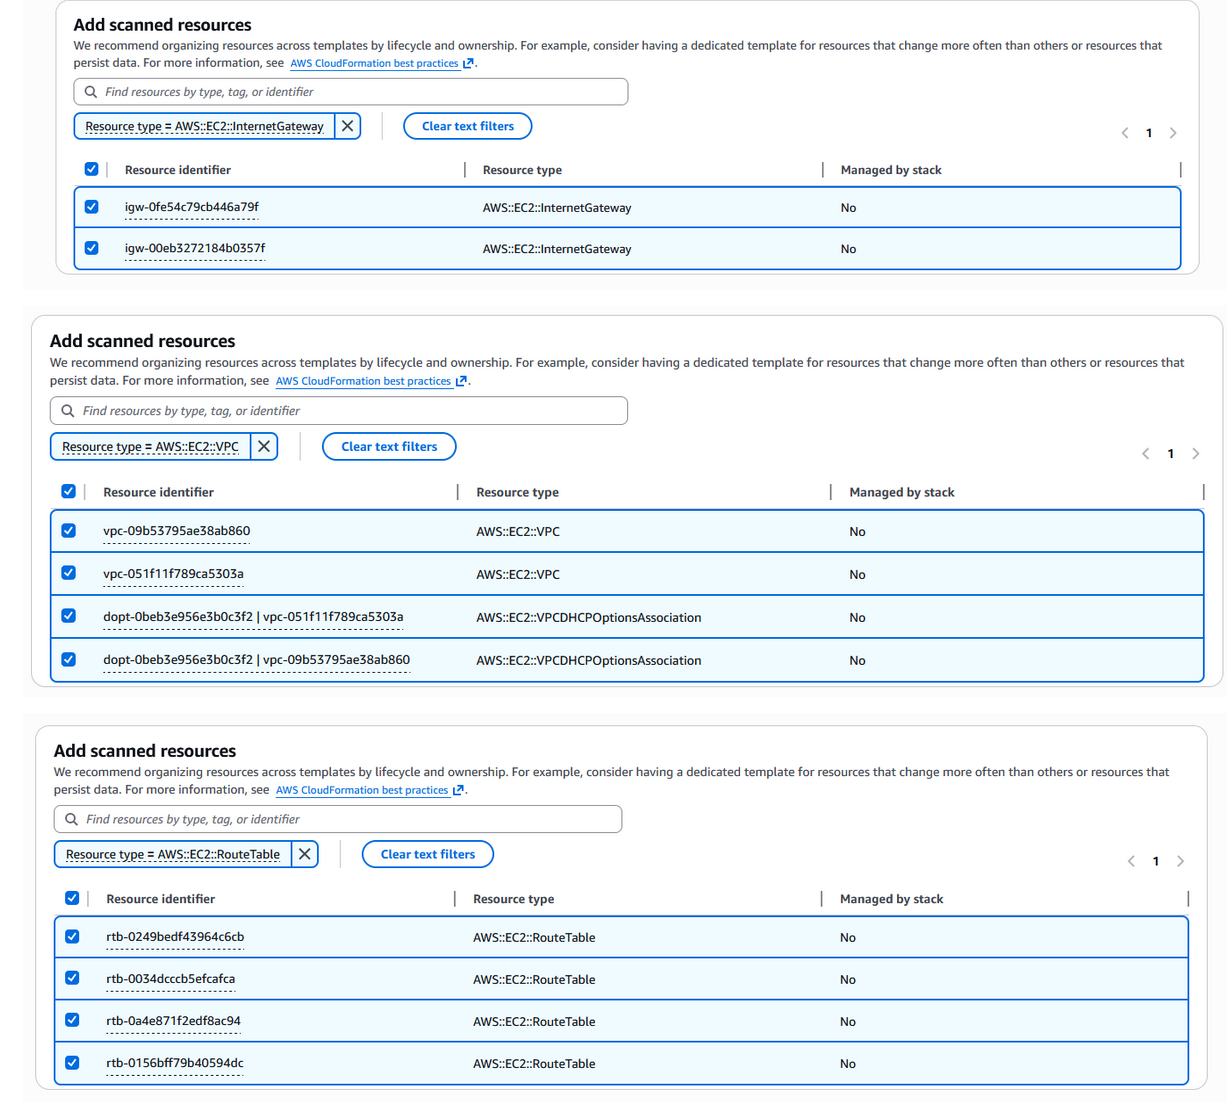 Add scanned resources
We recommend organizing resources across templates by lifecycle and ownership. For example, consider having a dedicated template for resources that change more often than others or resources that
persist data. For more information, see AWS CloudFormation best practices.
Find resources by type, tag, or identifier
Resource type = AWS::EC2::InternetGateway
Clear text filters
1
Resource identifier Resource type Managed by stack
igw-0fe54c79cb446a79f AWS::EC2::InternetGateway No
igw-00eb3272184b0357f AWS::EC2::InternetGateway No
Add scanned resources
We recommend organizing resources across templates by lifecycle and ownership. For example, consider having a dedicated template for resources that change more often than others or resources that
persist data. For more information, see AWS CloudFormation best practices.
Find resources by type, tag, or identifier
Resource type = AWS::EC2::VPC
Clear text filters
1
Resource identifier Resource type Managed by stack
vpc-09b53795ae38ab860 AWS::EC2::VPC No
vpc-051f11f789ca5303a AWS::EC2::VPC No
dopt-0beb3e956e3b0c3f2 | vpc-051f11f789ca5303a AWS::EC2::VPCDHCPOptionsAssociation No
dopt-0beb3e956e3b0c3f2 | vpc-09b53795ae38ab860 AWS::EC2::VPCDHCPOptionsAssociation No
Add scanned resources
We recommend organizing resources across templates by lifecycle and ownership. For example, consider having a dedicated template for resources that change more often than others or resources that
persist data. For more information, see AWS CloudFormation best practices.
Find resources by type, tag, or identifier
Resource type = AWS::EC2::RouteTable
Clear text filters
1
Resource identifier Resource type Managed by stack
rtb-0249bedf43964c6cb AWS::EC2::RouteTable No
rtb-0034dcccb5efcafca AWS::EC2::RouteTable No
rtb-0a4e871f2edf8ac94 AWS::EC2::RouteTable No
rtb-0156bff79b40594dc AWS::EC2::RouteTable No